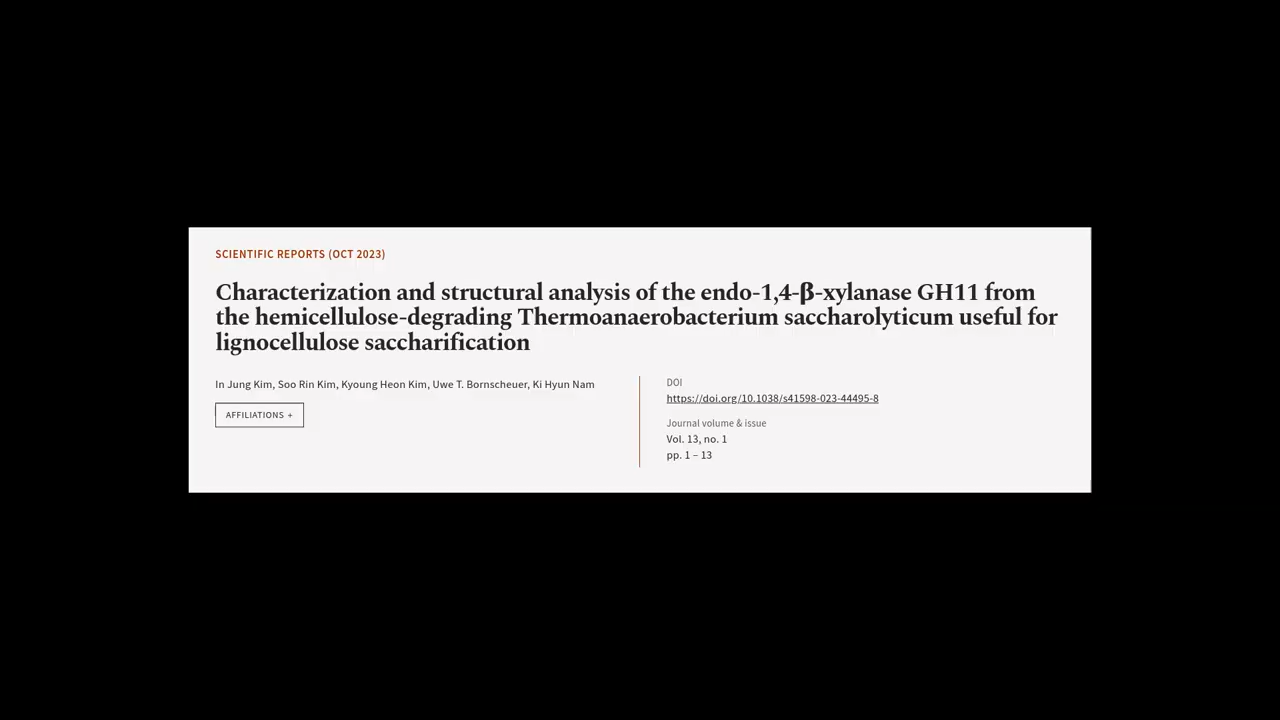 SCIENTIFIC REPORTS (OCT 2023)
Characterization and structural analysis of the endo-1,4-β-xylanase GH11 from
the hemicellulose-degrading Thermoanaerobacterium saccharolyticum useful for
lignocellulose saccharification
In Jung Kim, Soo Rin Kim, Kyoung Heon Kim, Uwe T. Bornscheuer, Ki Hyun Nam
AFFILIATIONS +
DOI
https://doi.org/10.1038/s41598-023-44495-8
Journal volume & issue
Vol. 13, no. 1
pp. 1 – 13